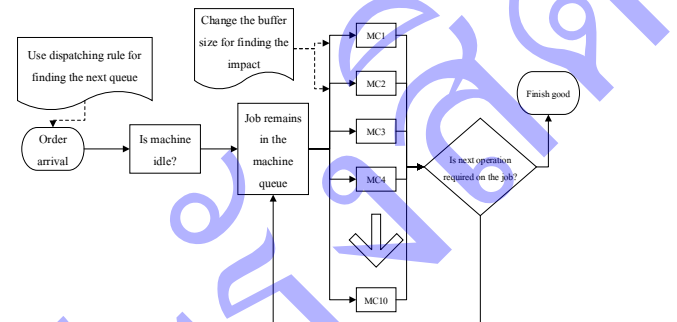 Change the buffer
size for finding the
impact
Use dispatching rule for
finding the next queue
Order
arrival
Is machine
idle?
Job remains
in the
machine
queue
MC1
MC2
MC3
MC4
MC10
Is next operation
required on the job?
Finish good